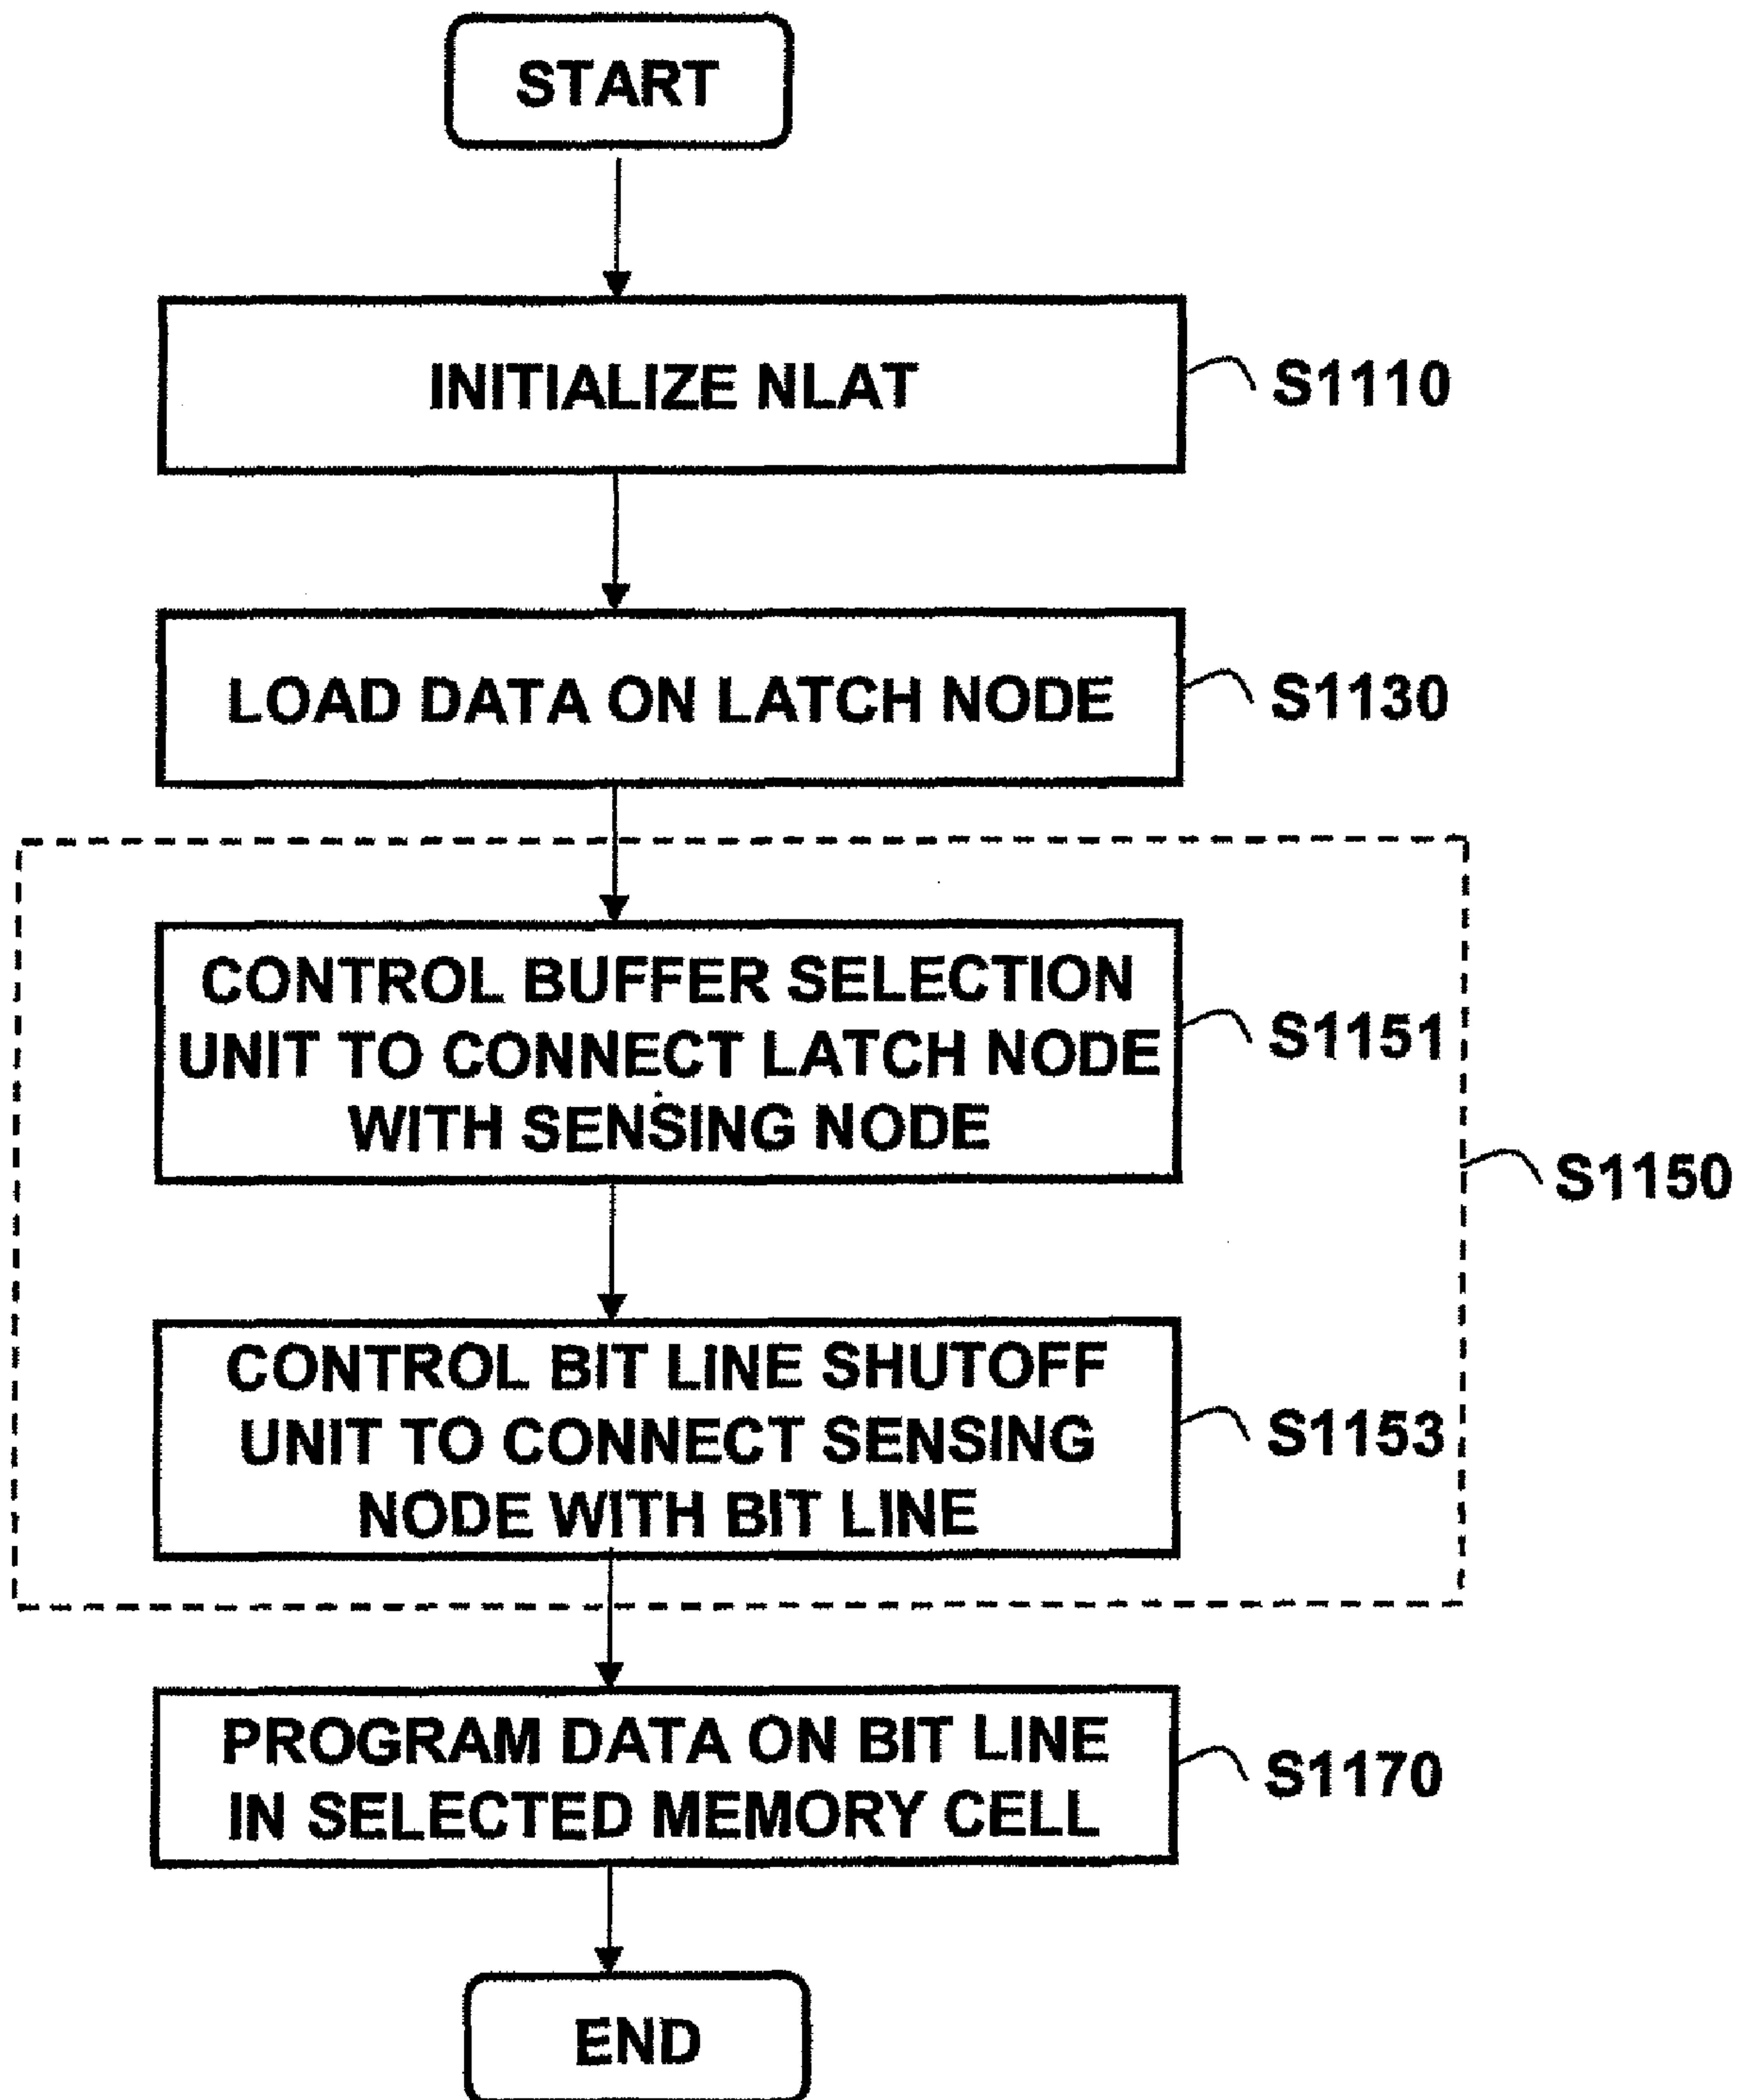 START
INITIALIZE NLAT
S1110
LOAD DATA ON LATCH NODE
S1130
CONTROL BUFFER SELECTION
UNIT TO CONNECT LATCH NODE
WITH SENSING NODE
S1151
S1150
CONTROL BIT LINE SHUTOFF
UNIT TO CONNECT SENSING
NODE WITH BIT LINE
S1153
PROGRAM DATA ON BIT LINE
IN SELECTED MEMORY CELL
S1170
END